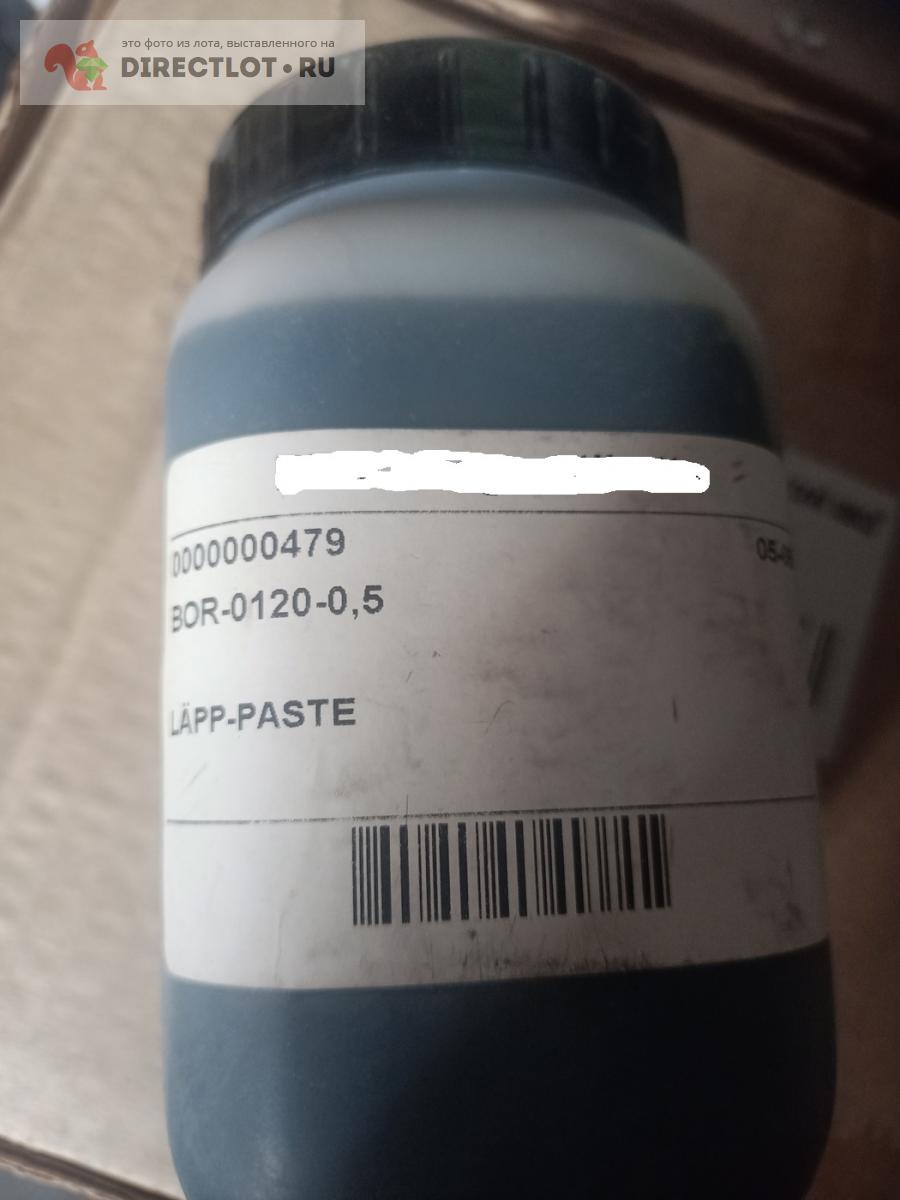 это фото из лота, выставленного на
DIRECTLOT.RU
0000000479
BOR-0120-0,5
LÄPP-PASTE